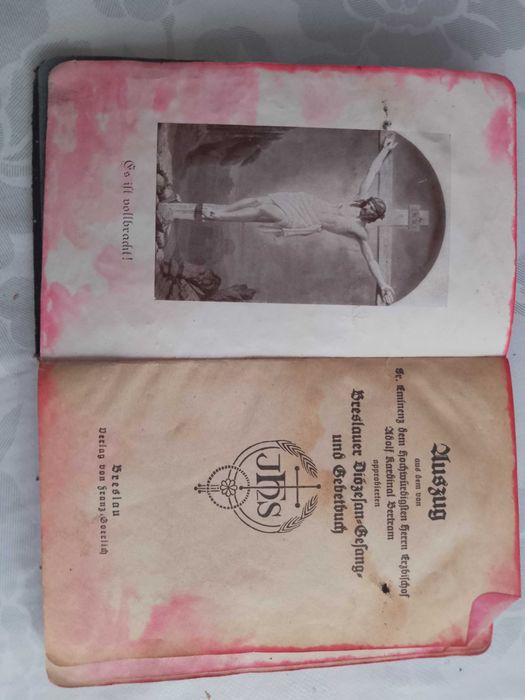 Es ist vollbracht!
Auszug
aus dem von
Sr. Eminenz dem Hochwürdigsten Herrn Erzbischof
Adolf Kardinal Bertram
approbierten
Breslauer Diözesan-Gesang-
und Gebetbuch
JHS
Breslau
Verlag von Franz Goerlich